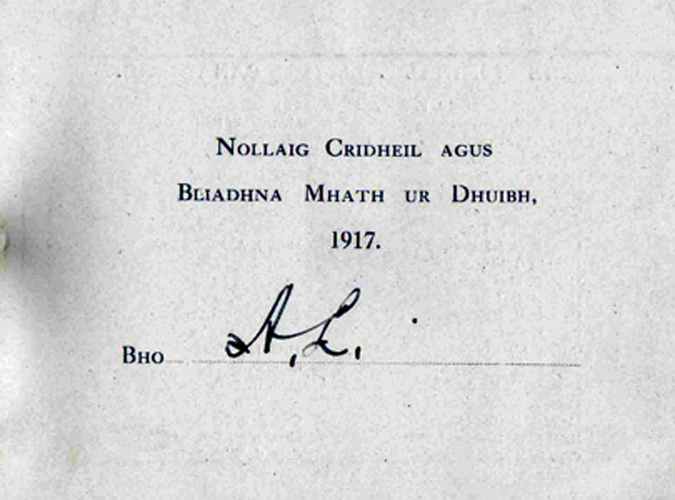 Nollaig Cridheil agus
Bliadhna Mhath ur Dhuibh,
1917.
Bho A. L.